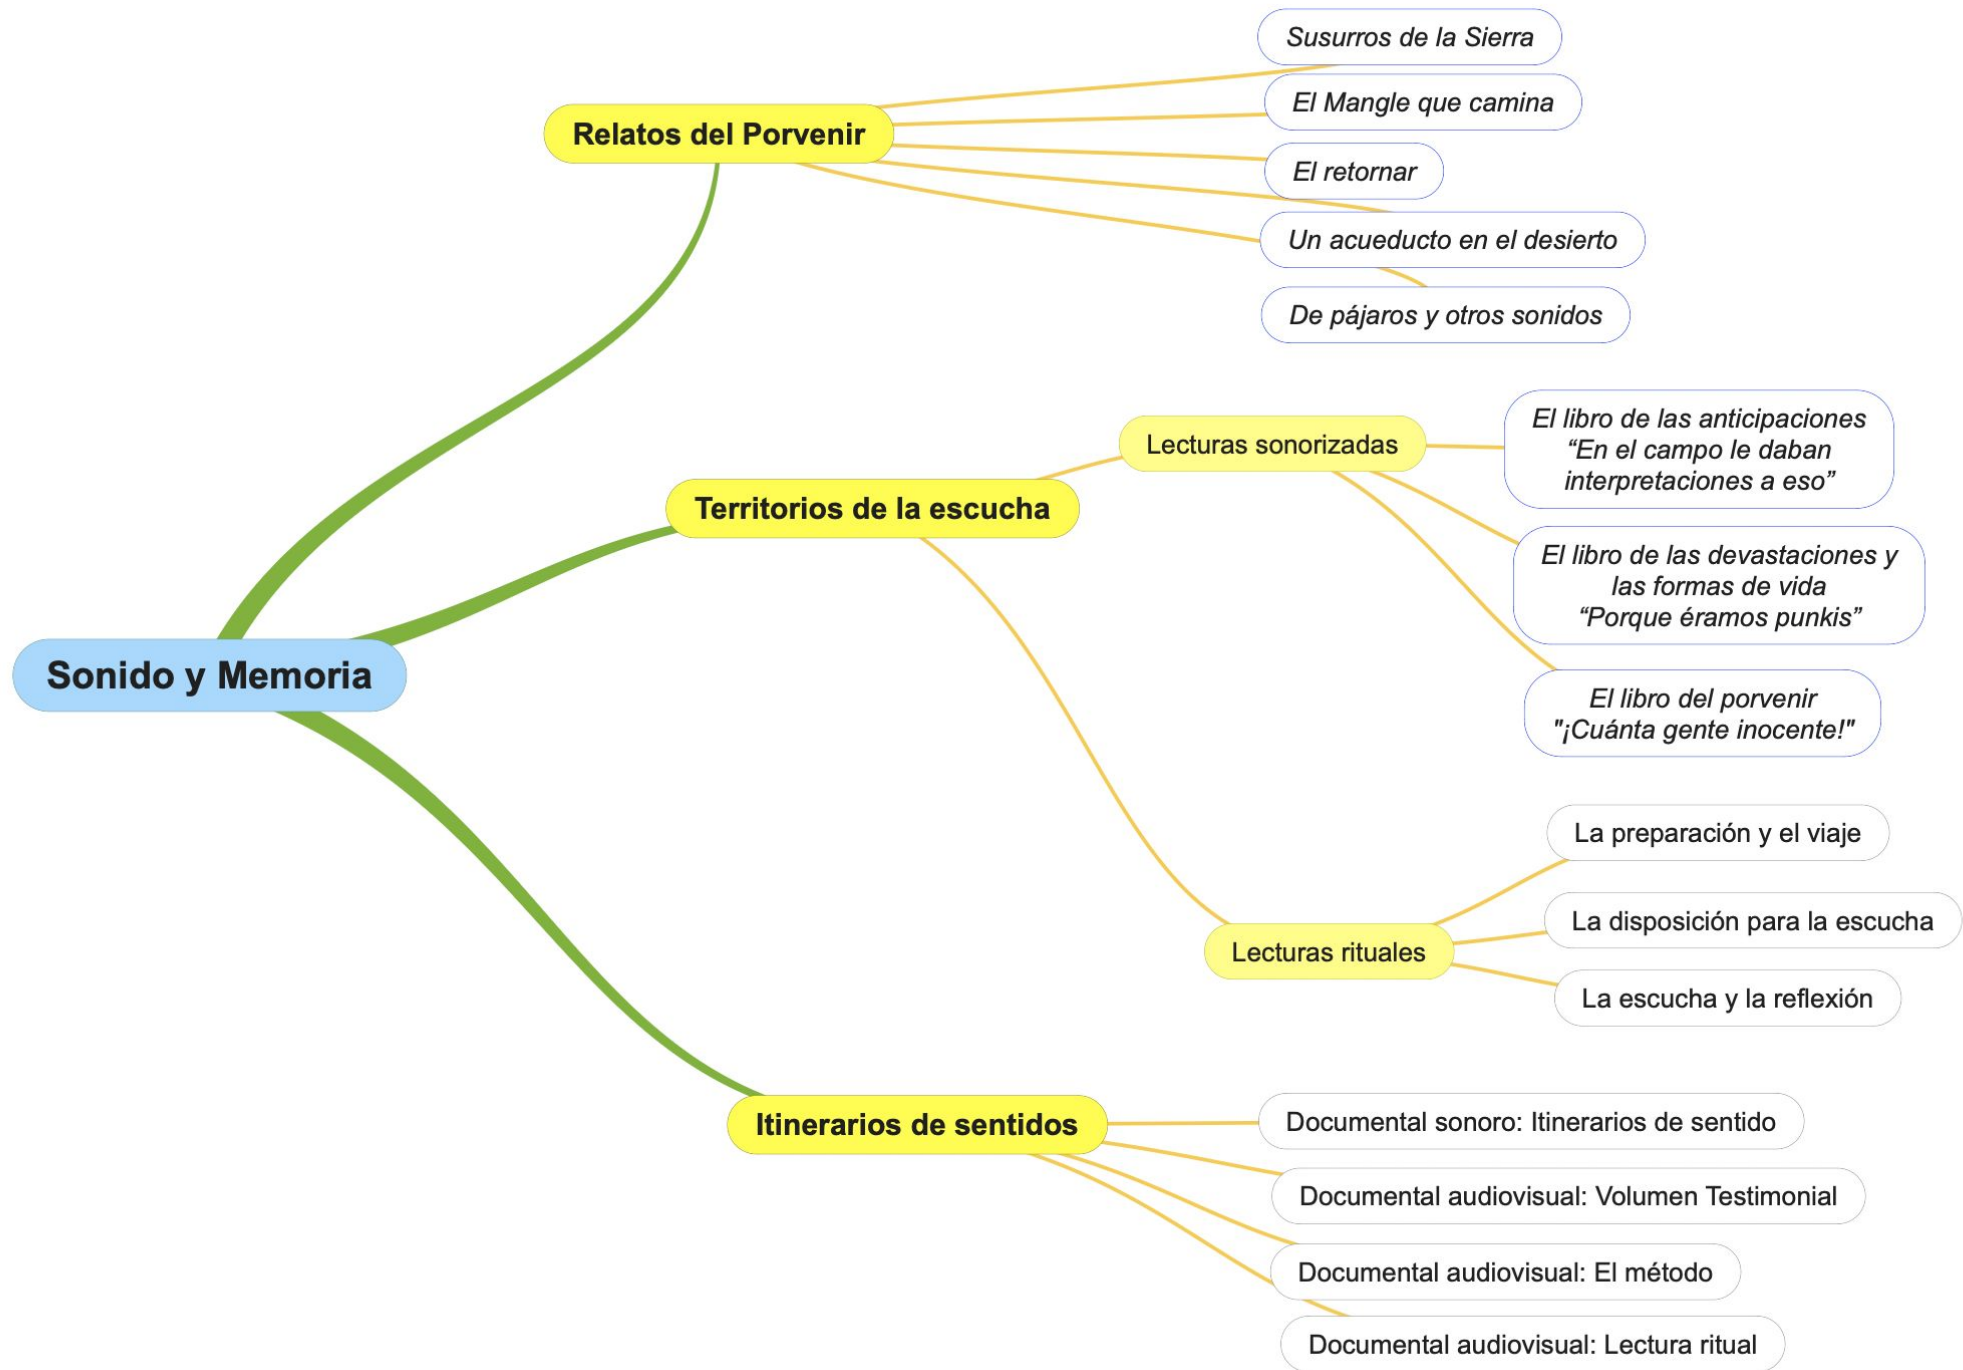 Sonido y Memoria
Relatos del Porvenir
Susurros de la Sierra
El Mangle que camina
El retornar
Un acueducto en el desierto
De pájaros y otros sonidos
Territorios de la escucha
Lecturas sonorizadas
El libro de las anticipaciones
“En el campo le daban
interpretaciones a eso”
El libro de las devastaciones y
las formas de vida
“Porque éramos punkis”
El libro del porvenir
"¡Cuánta gente inocente!"
Lecturas rituales
La preparación y el viaje
La disposición para la escucha
La escucha y la reflexión
Itinerarios de sentidos
Documental sonoro: Itinerarios de sentido
Documental audiovisual: Volumen Testimonial
Documental audiovisual: El método
Documental audiovisual: Lectura ritual